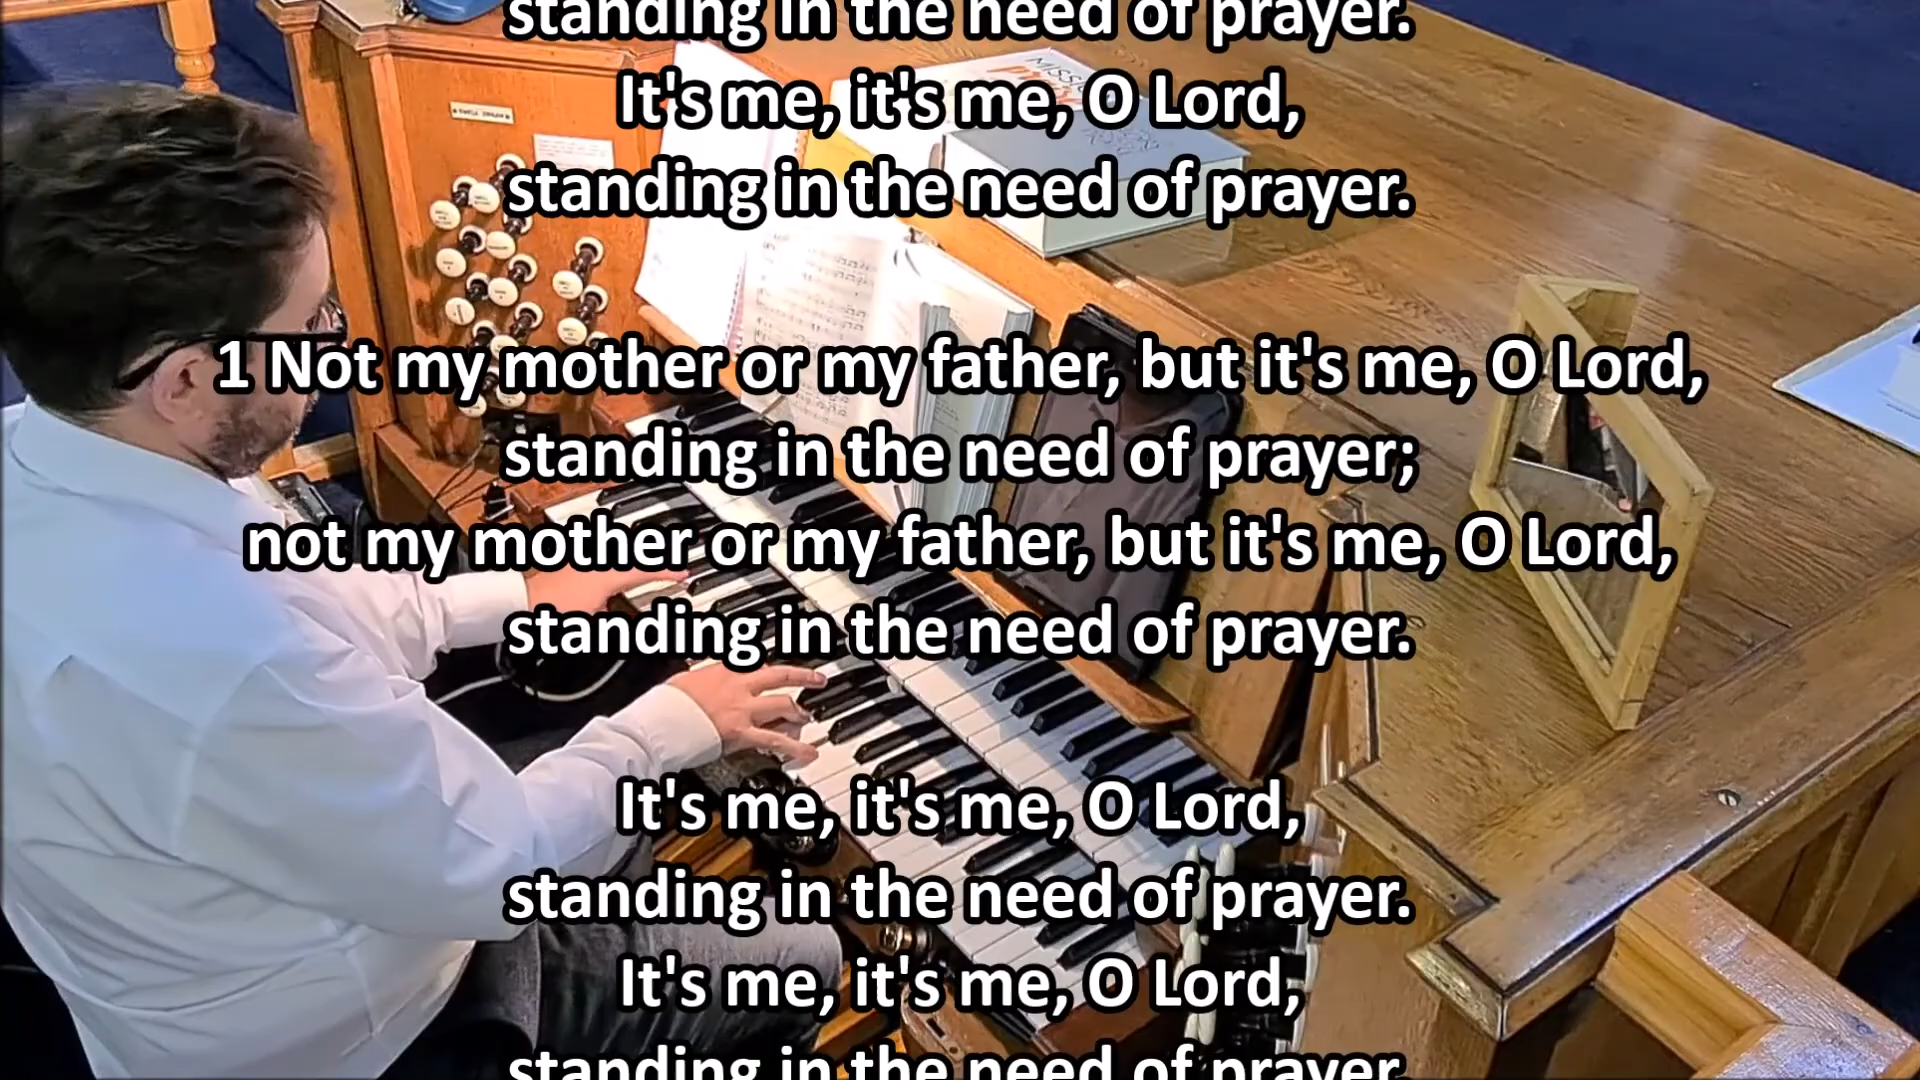 standing in the need of prayer.
It's me, it's me, O Lord,
standing in the need of prayer.
1 Not my mother or my father, but it's me, O Lord,
standing in the need of prayer;
not my mother or my father, but it's me, O Lord,
standing in the need of prayer.
It's me, it's me, O Lord,
standing in the need of prayer.
It's me, it's me, O Lord,
standing in the need of prayer.